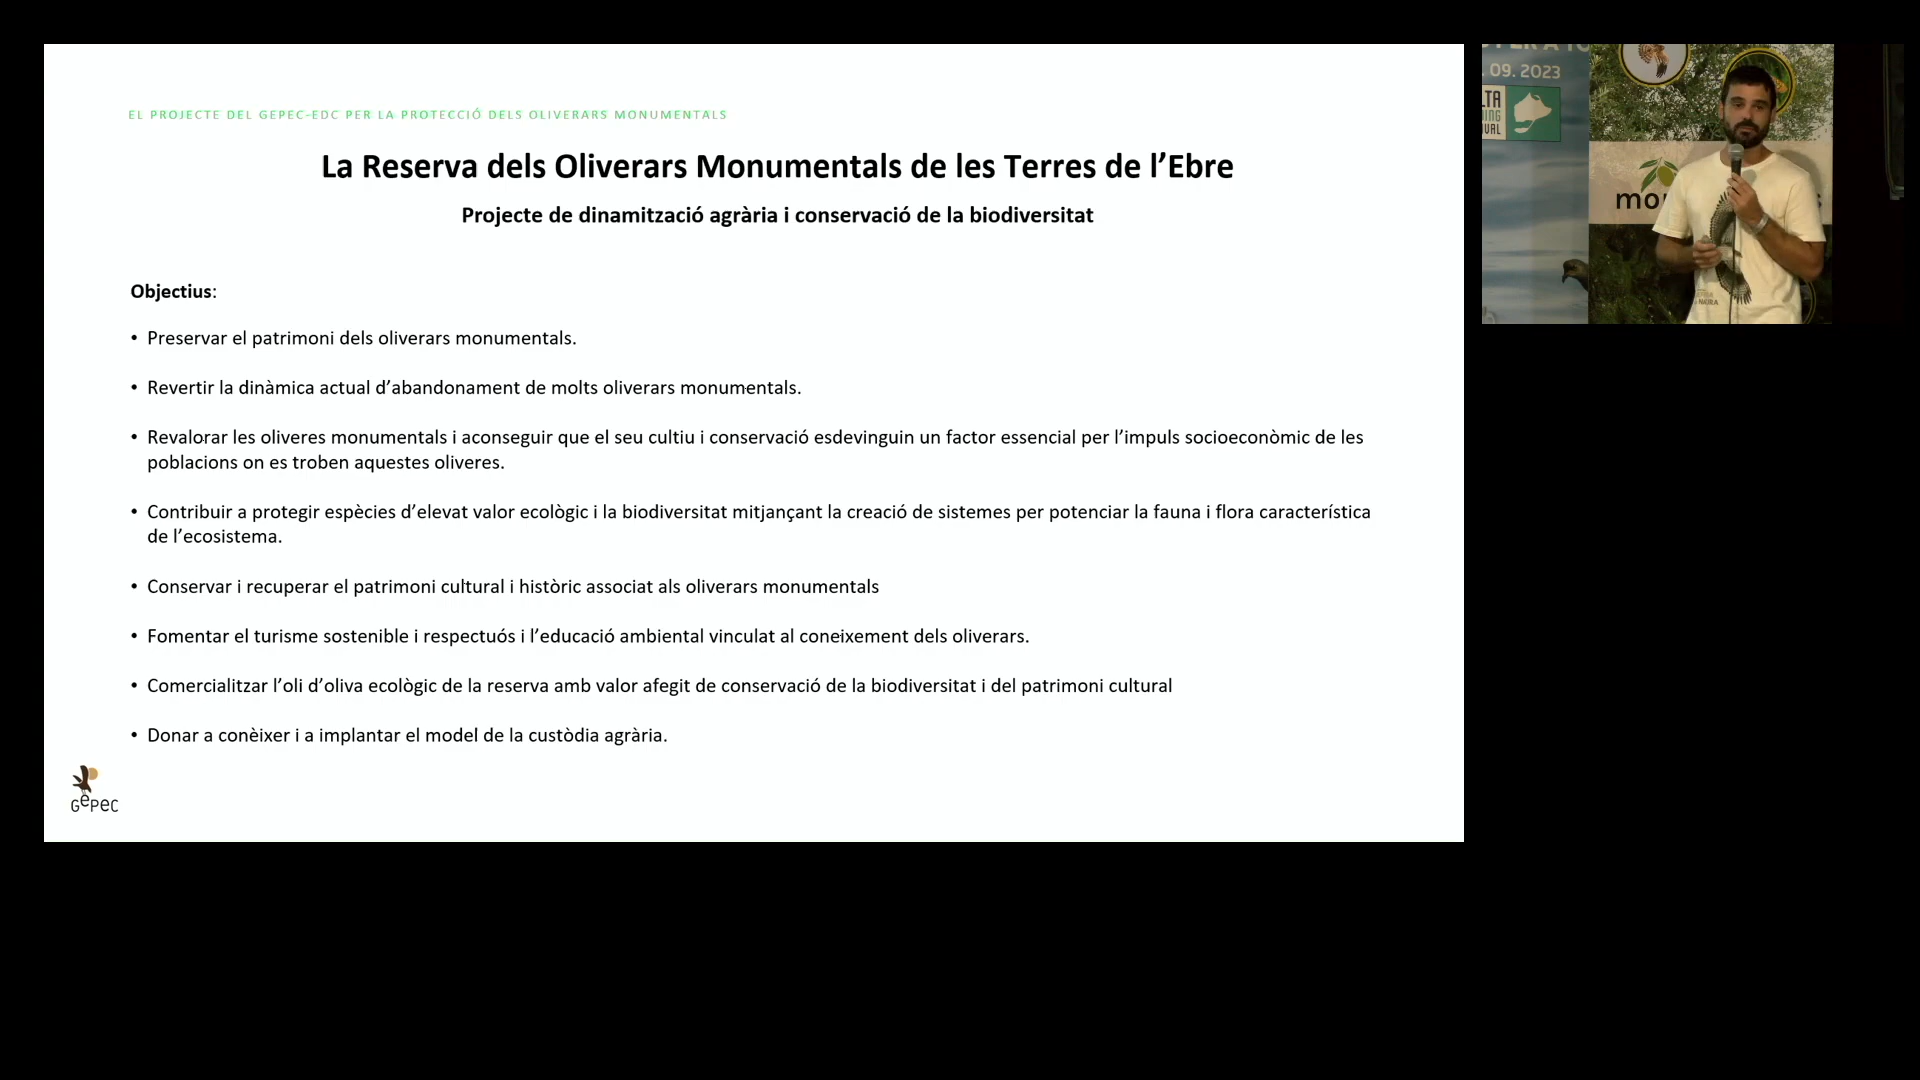 EL PROJECTE DEL GEPEC-EDC PER LA PROTECCIÓ DELS OLIVERARS MONUMENTALS
La Reserva dels Oliverars Monumentals de les Terres de l’Ebre
Projecte de dinamització agrària i conservació de la biodiversitat
Objectius:
• Preservar el patrimoni dels oliverars monumentals.
• Revertir la dinàmica actual d’abandonament de molts oliverars monumentals.
• Revalorar les oliveres monumentals i aconseguir que el seu cultiu i conservació esdevinguin un factor essencial per l’impuls socioeconòmic de les
poblacions on es troben aquestes oliveres.
• Contribuir a protegir espècies d’elevat valor ecològic i la biodiversitat mitjançant la creació de sistemes per potenciar la fauna i flora característica
de l’ecosistema.
• Conservar i recuperar el patrimoni cultural i històric associat als oliverars monumentals
• Fomentar el turisme sostenible i respectuós i l’educació ambiental vinculat al coneixement dels oliverars.
• Comercialitzar l’oli d’oliva ecològic de la reserva amb valor afegit de conservació de la biodiversitat i del patrimoni cultural
• Donar a conèixer i a implantar el model de la custòdia agrària.
GePeC
09. 2023